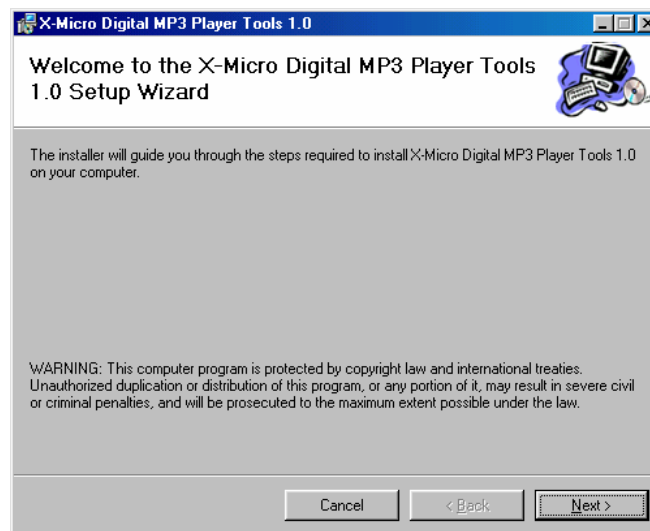 X-Micro Digital MP3 Player Tools 1.0
Welcome to the X-Micro Digital MP3 Player Tools
1.0 Setup Wizard
The installer will guide you through the steps required to install X-Micro Digital MP3 Player Tools 1.0
on your computer.
WARNING: This computer program is protected by copyright law and international treaties.
Unauthorized duplication or distribution of this program, or any portion of it, may result in severe civil
or criminal penalties, and will be prosecuted to the maximum extent possible under the law.
Cancel < Back Next >